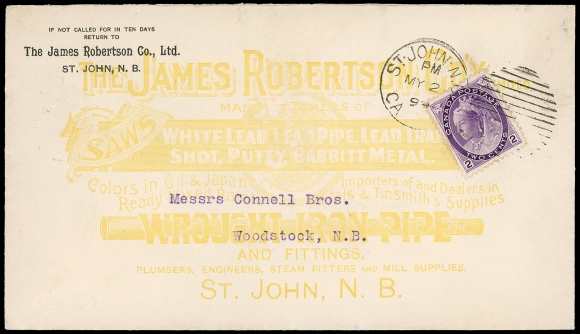 IF NOT CALLED FOR IN TEN DAYS
RETURN TO
The James Robertson Co., Ltd.
ST. JOHN, N. B.
ST. JOHN. N.
PM
MY 2
CA
CANADA POSTAGE
2 TWO CENTS 2
THE JAMES ROBERTSON
OF
SAWS
WHITE LEAD, LEAD PIPE, LEAD
SHOT, PUTTY, BABBITT METAL.
Colors in Oil & Japan
Importers of and Dealers in
Ready
& Tinsmith's Supplies
Messrs Connell Bros.
WROUGHT IRON PIPE
Woodstock, N.B.
AND FITTINGS.
PLUMBERS, ENGINEERS, STEAM FITTERS AND MILL SUPPLIES.
ST. JOHN, N. B.